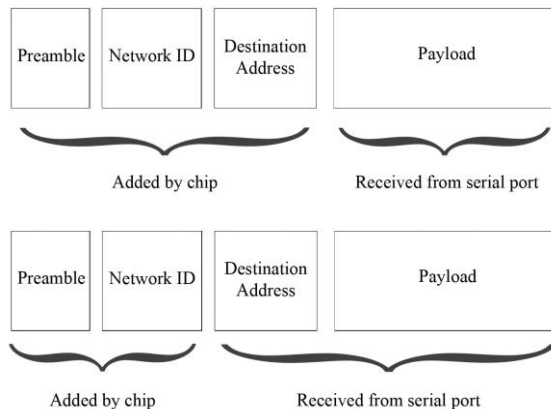 Preamble
Network ID
Destination
Address
Payload
Added by chip
Received from serial port
Preamble
Network ID
Destination
Address
Payload
Added by chip
Received from serial port